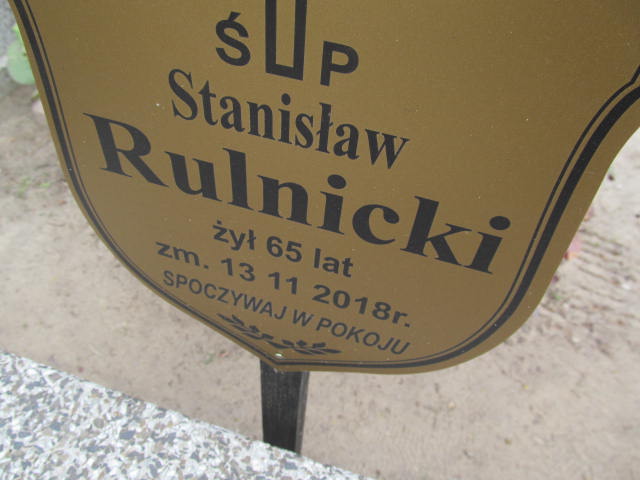 Ś P
Stanisław
Rulnicki
żył 65 lat
zm. 13 11 2018r.
SPOCZYWAJ W POKOJU